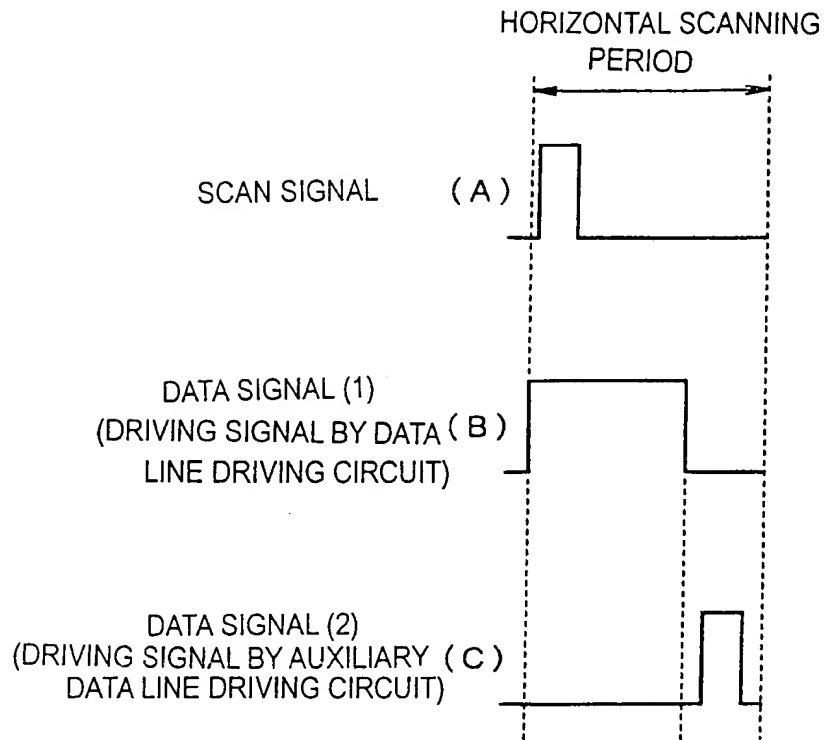 HORIZONTAL SCANNING
PERIOD
SCAN SIGNAL (A)
DATA SIGNAL (1)
(DRIVING SIGNAL BY DATA (B)
LINE DRIVING CIRCUIT)
DATA SIGNAL (2)
(DRIVING SIGNAL BY AUXILIARY (C)
DATA LINE DRIVING CIRCUIT)